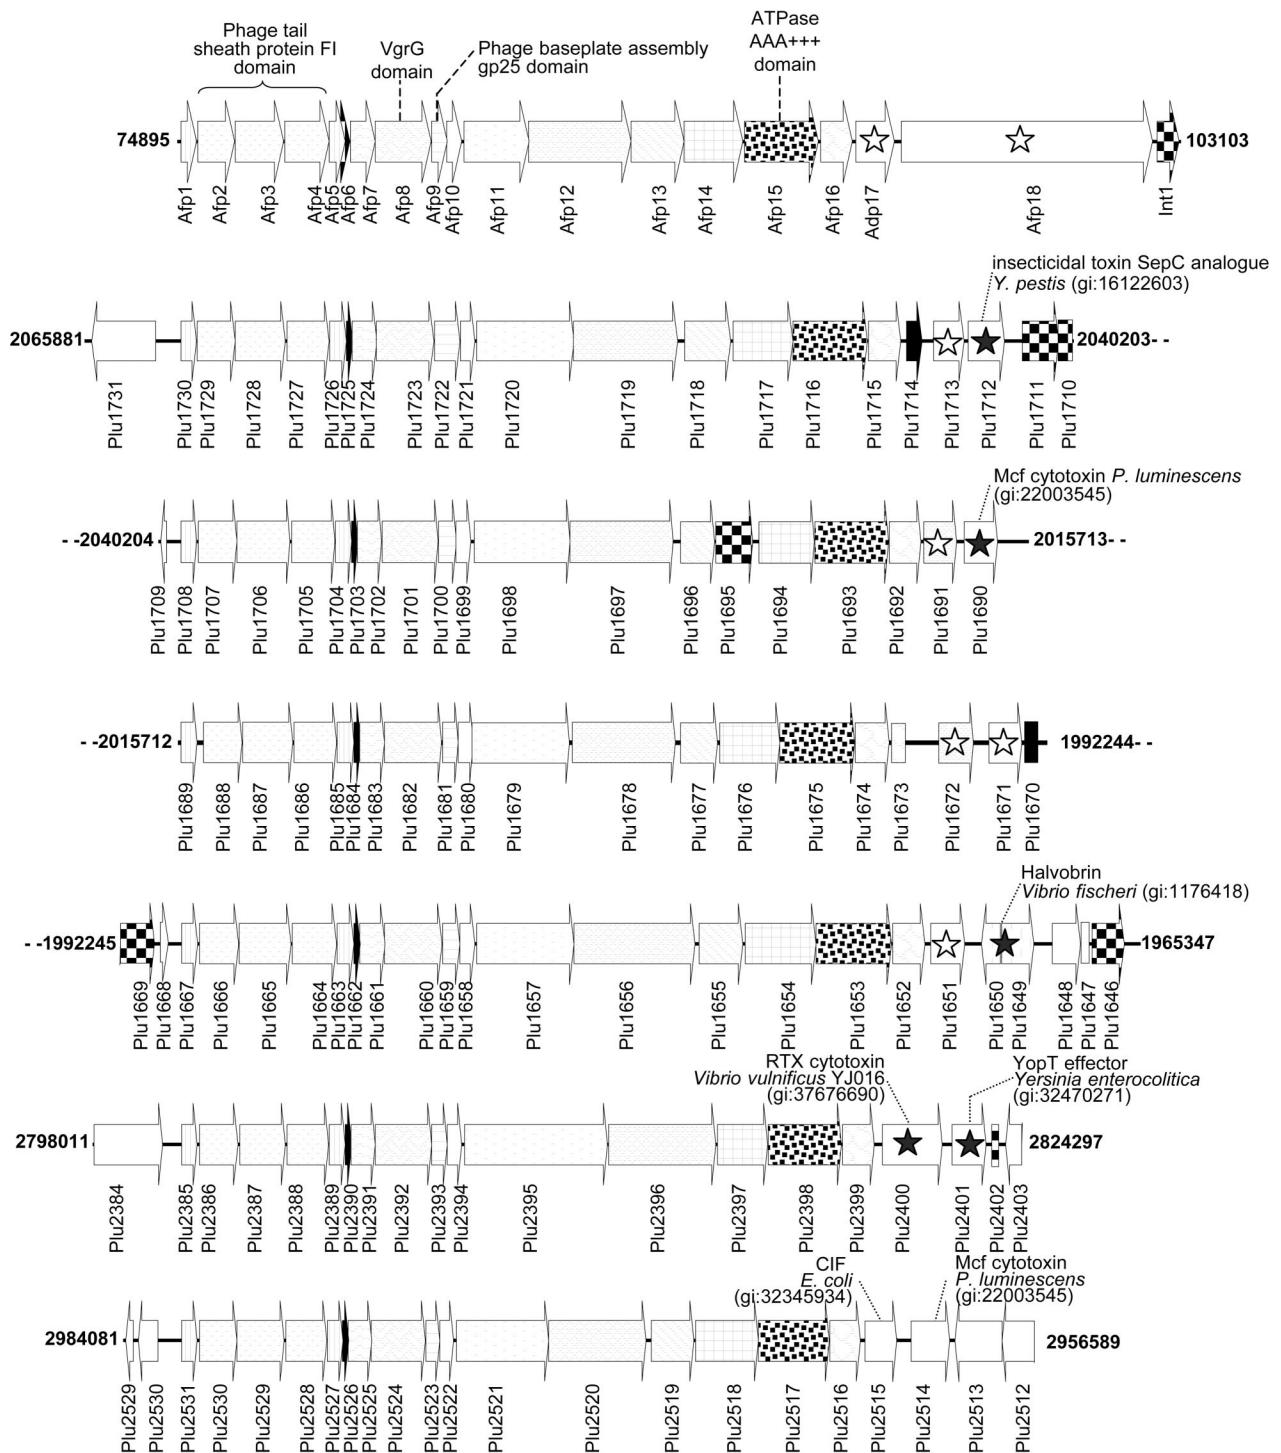 Phage tail
sheath protein FI
domain
VgrG
domain
Phage baseplate assembly
gp25 domain
ATPase
AAA+++
domain
74895
103103
Afp1
Afp2
Afp3
Afp4
Afp5
Afp6
Afp7
Afp8
Afp9
Afp10
Afp11
Afp12
Afp13
Afp14
Afp15
Afp16
Adp17
Afp18
Int1
insecticidal toxin SepC analogue
Y. pestis (gi:16122603)
2065881
2040203- -
Plu1731
Plu1730
Plu1729
Plu1728
Plu1727
Plu1726
Plu1725
Plu1724
Plu1723
Plu1722
Plu1721
Plu1720
Plu1719
Plu1718
Plu1717
Plu1716
Plu1715
Plu1714
Plu1713
Plu1712
Plu1711
Plu1710
Mcf cytotoxin P. luminescens
(gi:22003545)
- -2040204
2015713- -
Plu1709
Plu1708
Plu1707
Plu1706
Plu1705
Plu1704
Plu1703
Plu1702
Plu1701
Plu1700
Plu1699
Plu1698
Plu1697
Plu1696
Plu1695
Plu1694
Plu1693
Plu1692
Plu1691
Plu1690
- -2015712
1992244- -
Plu1689
Plu1688
Plu1687
Plu1686
Plu1685
Plu1684
Plu1683
Plu1682
Plu1681
Plu1680
Plu1679
Plu1678
Plu1677
Plu1676
Plu1675
Plu1674
Plu1673
Plu1672
Plu1671
Plu1670
Halvobrin
Vibrio fischeri (gi:1176418)
- -1992245
1965347
Plu1669
Plu1668
Plu1667
Plu1666
Plu1665
Plu1664
Plu1663
Plu1662
Plu1661
Plu1660
Plu1659
Plu1658
Plu1657
Plu1656
Plu1655
Plu1654
Plu1653
Plu1652
Plu1651
Plu1650
Plu1649
Plu1648
Plu1647
Plu1646
RTX cytotoxin
Vibrio vulnificus YJ016
(gi:37676690)
YopT effector
Yersinia enterocolitica
(gi:32470271)
2798011
2824297
Plu2384
Plu2385
Plu2386
Plu2387
Plu2388
Plu2389
Plu2390
Plu2391
Plu2392
Plu2393
Plu2394
Plu2395
Plu2396
Plu2397
Plu2398
Plu2399
Plu2400
Plu2401
Plu2402
Plu2403
CIF
E. coli
(gi:32345934)
Mcf cytotoxin
P. luminescens
(gi:22003545)
2984081
2956589
Plu2529
Plu2530
Plu2531
Plu2530
Plu2529
Plu2528
Plu2527
Plu2526
Plu2525
Plu2524
Plu2523
Plu2522
Plu2521
Plu2520
Plu2519
Plu2518
Plu2517
Plu2516
Plu2515
Plu2514
Plu2513
Plu2512